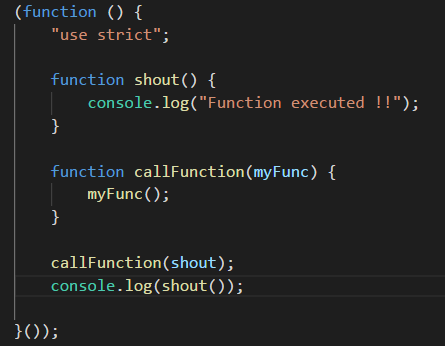 (function () {
    "use strict";

    function shout() {
        console.log("Function executed !!");
    }

    function callFunction(myFunc) {
        myFunc();
    }

    callFunction(shout);
    console.log(shout());

}());